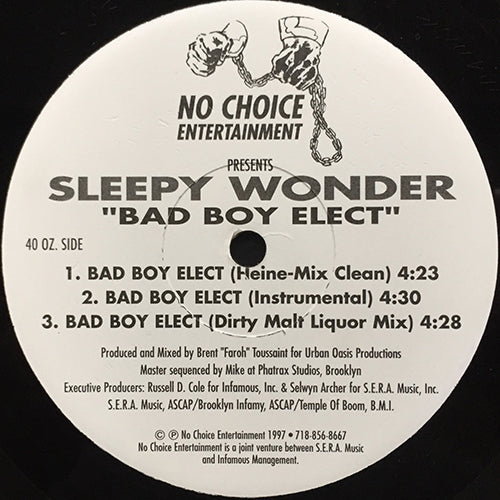 NO CHOICE
ENTERTAINMENT
PRESENTS
SLEEPY WONDER
"BAD BOY ELECT"
40 OZ. SIDE
1. BAD BOY ELECT (Heine-Mix Clean) 4:23
2. BAD BOY ELECT (Instrumental) 4:30
3. BAD BOY ELECT (Dirty Malt Liquor Mix) 4:28
Produced and Mixed by Brent "Faroh" Toussaint for Urban Oasis Productions
Master sequenced by Mike at Phatrax Studios, Brooklyn
Executive Producers: Russell D. Cole for Infamous, Inc. & Selwyn Archer for S.E.R.A. Music, Inc.
S.E.R.A. Music, ASCAP/Brooklyn Infamy, ASCAP/Temple Of Boom, B.M.I.
© ℗ No Choice Entertainment 1997 • 718-856-8667
No Choice Entertainment is a joint venture between S.E.R.A. Music
and Infamous Management.